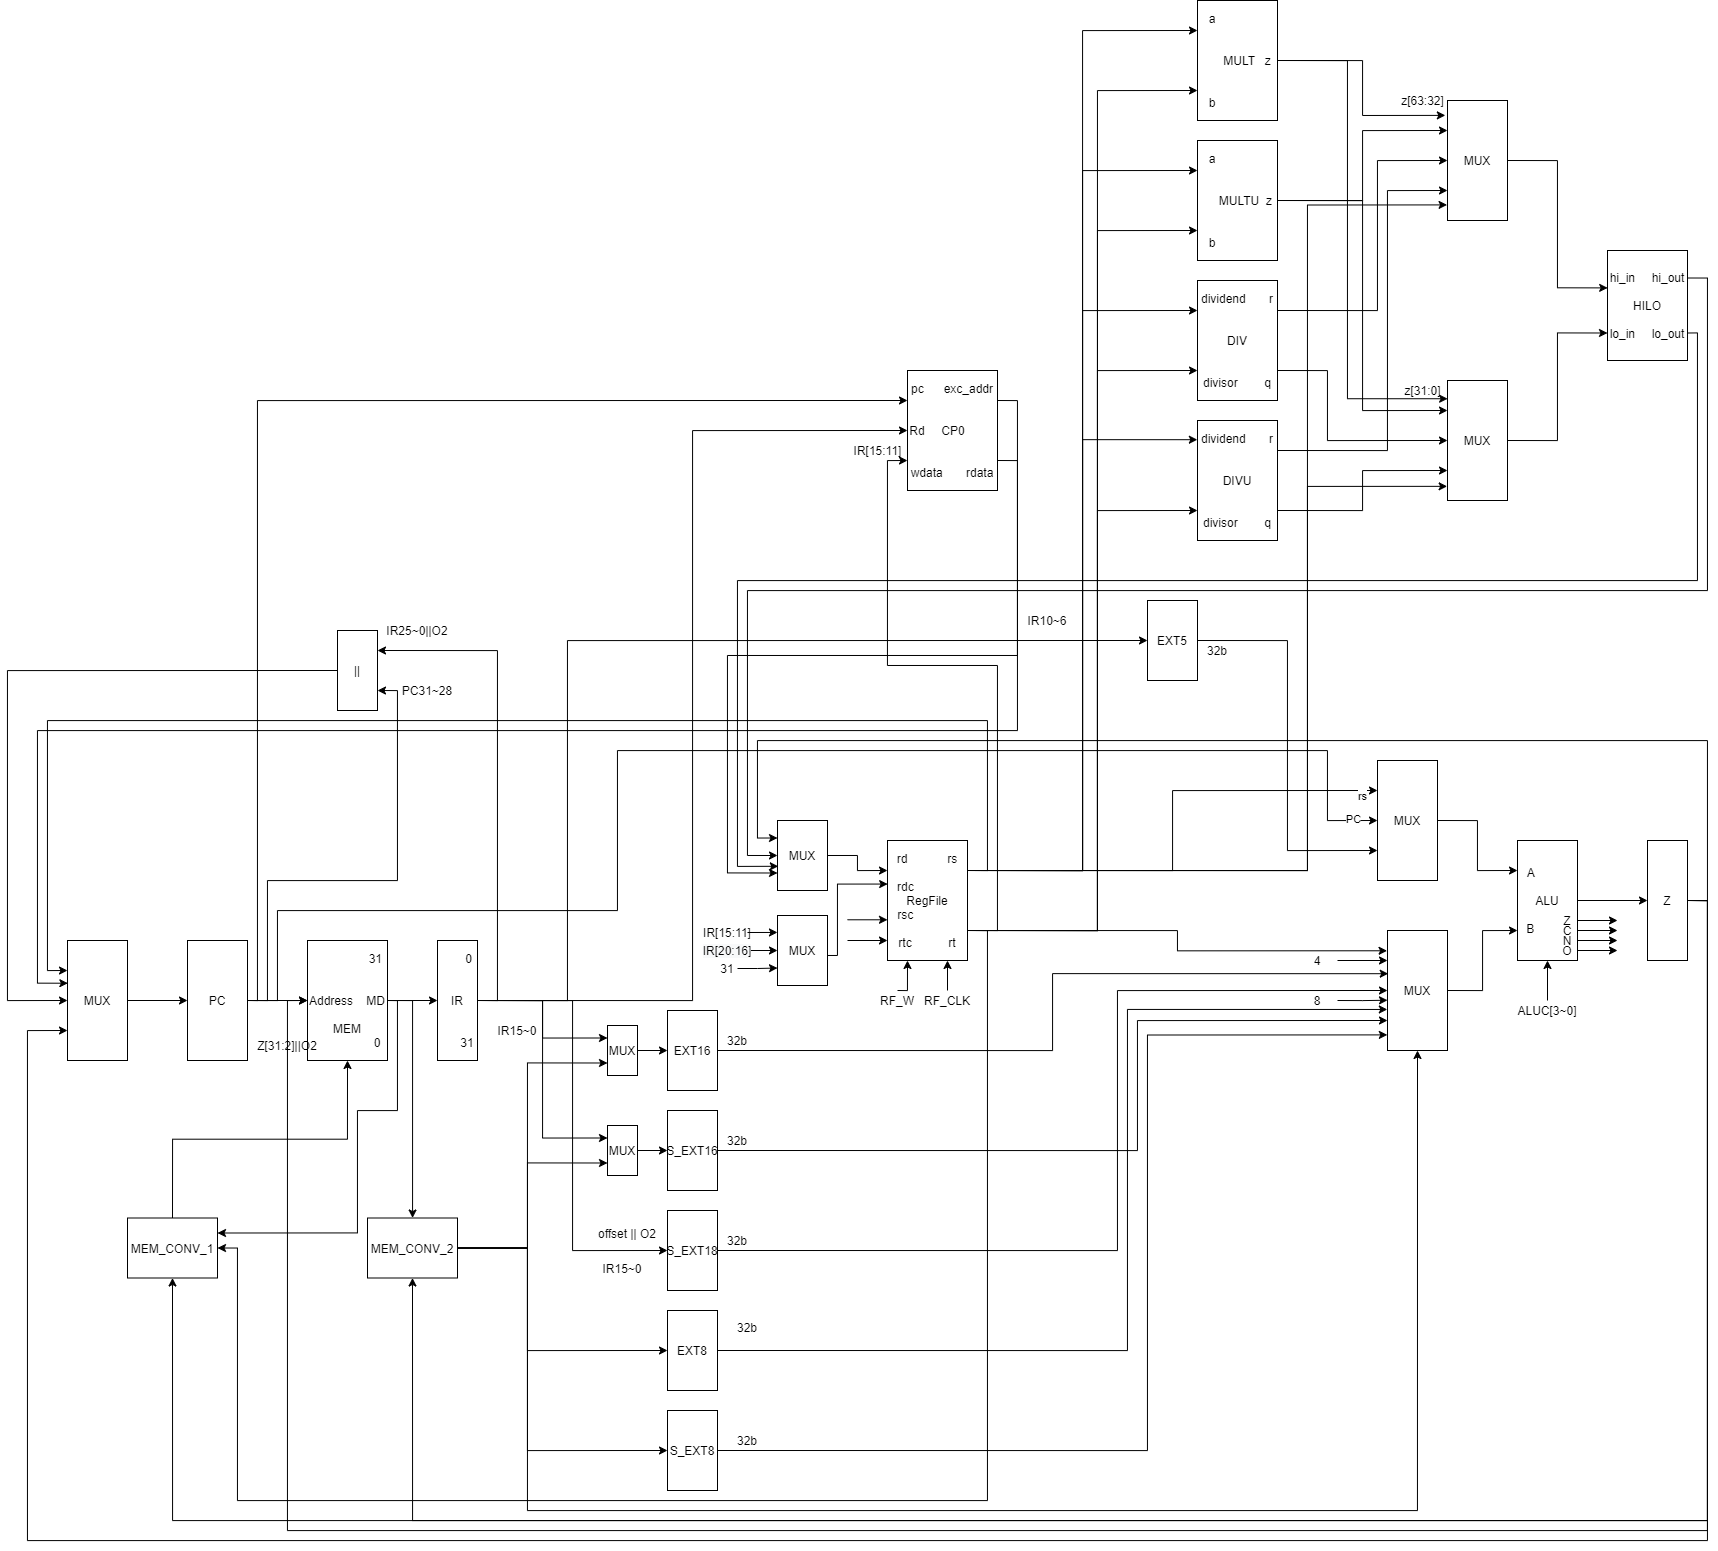 a
MULT z
b
z[63:32]
MUX
a
MULTU z
b
hi_in hi_out
HILO
lo_in lo_out
dividend r
DIV
divisor q
z[31:0]
MUX
dividend r
DIVU
divisor q
pc exc_addr
Rd CP0
IR[15:11]
wdata rdata
IR10~6
EXT5
32b
IR25~0||O2
||
PC31~28
rs
PC
MUX
MUX
rd rs
rdc
RegFile
rsc
rtc rt
IR[15:11]
IR[20:16]
31
MUX
RF_W RF_CLK
A
ALU
B
Z
C
N
O
ALUC[3~0]
Z
4
8
MUX
MUX
PC
31
Address MD
MEM
0
Z[31:2]||O2
0
IR
31
IR15~0
MUX
EXT16
32b
MUX
S_EXT16
32b
MEM_CONV_1
MEM_CONV_2
offset || O2
IR15~0
S_EXT18
32b
EXT8
32b
S_EXT8
32b